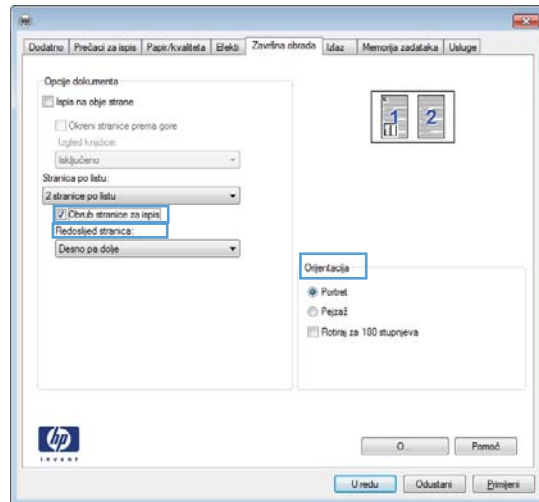 Dodatno Prečaci za ispis Papir/kvaliteta Efekti Završna obrada Izlaz Memorija zadataka Usluge
Opcije dokumenta
Ispis na obje strane
Okreni stranice prema gore
Izgled knjižice:
Isključeno
Stranica po listu:
2 stranice po listu
Obrub stranice za ispis
Redoslijed stranica:
Desno pa dolje
1 2
Orijentacija
Portret
Pejzaž
Rotiraj za 180 stupnjeva
hp
invent
O... Pomoć
U redu Odustani Primijeni